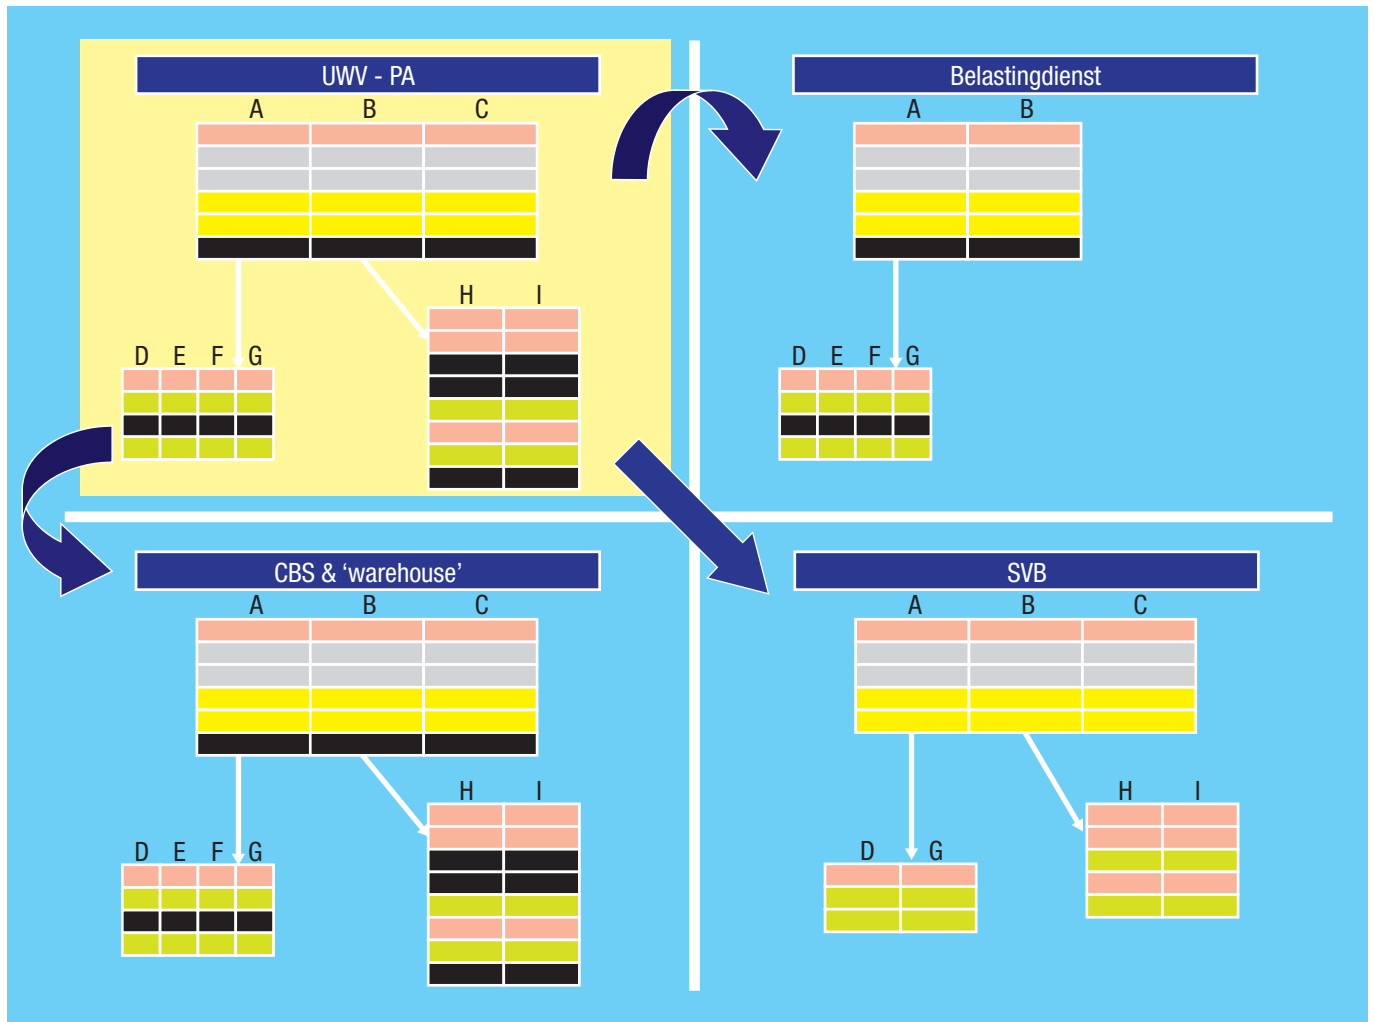 UWV - PA
A B C
H I
D E F G
Belastingdienst
A B
D E F G
CBS & ‘warehouse’
A B C
H I
D E F G
SVB
A B C
H I
D G